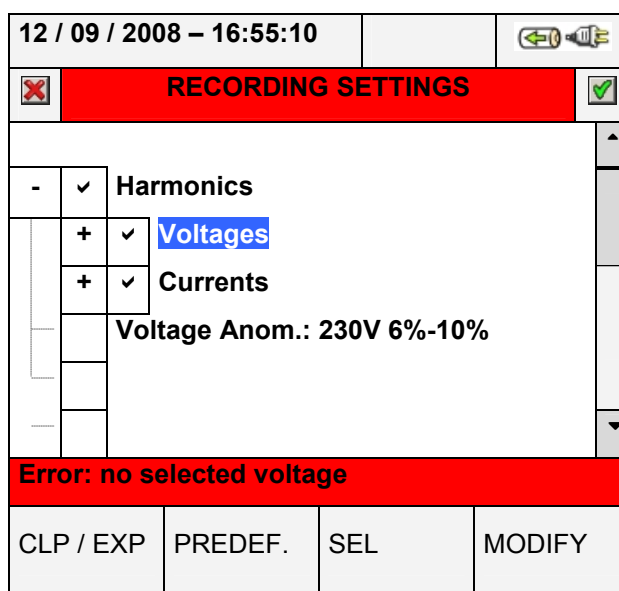 12 / 09 / 2008 – 16:55:10
RECORDING SETTINGS
- Harmonics
+ Voltages
+ Currents
Voltage Anom.: 230V 6%-10%
Error: no selected voltage
CLP / EXP PREDEF. SEL MODIFY